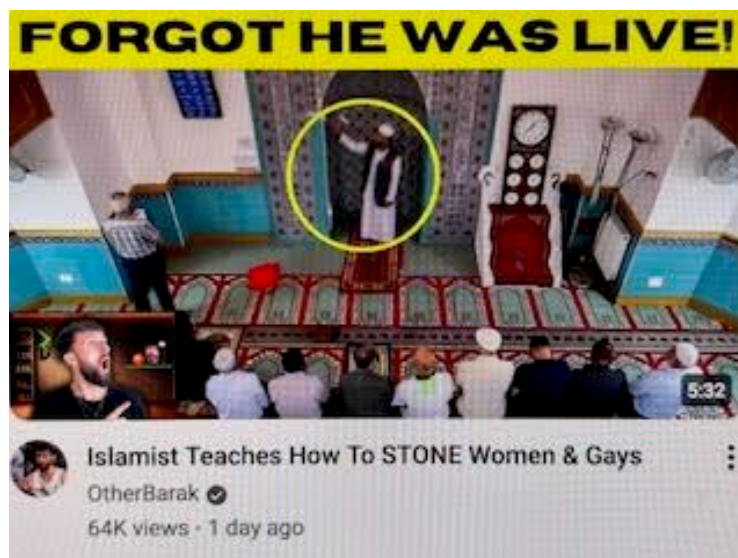 FORGOT HE WAS LIVE!
5:32
Islamist Teaches How To STONE Women & Gays
OtherBarak
64K views · 1 day ago